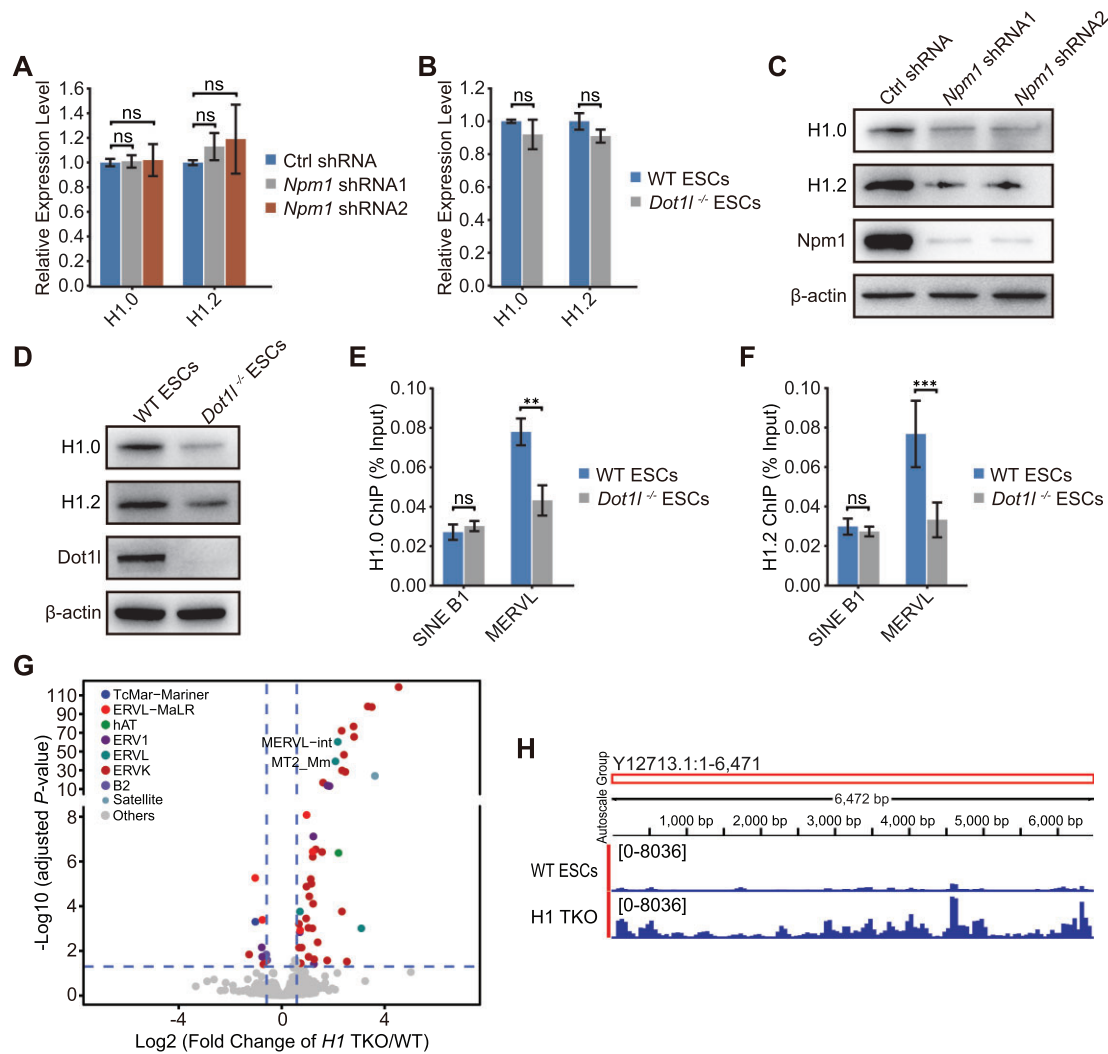 A
Relative Expression Level
1.6
1.4
1.2
1.0
0.8
0.6
0.4
0.2
0.0
ns
ns
ns
ns
H1.0
H1.2
Ctrl shRNA
Npm1 shRNA1
Npm1 shRNA2
B
Relative Expression Level
1.2
1.0
0.8
0.6
0.4
0.2
0.0
ns
ns
H1.0
H1.2
WT ESCs
Dot1l -/- ESCs
C
Ctrl shRNA
Npm1 shRNA1
Npm1 shRNA2
H1.0
H1.2
Npm1
β-actin
D
WT ESCs
Dot1l -/- ESCs
H1.0
H1.2
Dot1l
β-actin
E
H1.0 ChIP (% Input)
0.10
0.08
0.06
0.04
0.02
0.00
ns
**
SINE B1
MERVL
WT ESCs
Dot1l -/- ESCs
F
H1.2 ChIP (% Input)
0.10
0.08
0.06
0.04
0.02
0.00
ns
***
SINE B1
MERVL
WT ESCs
Dot1l -/- ESCs
G
-Log10 (adjusted P-value)
110
90
70
50
30
10
8
6
4
2
0
TcMar−Mariner
ERVL−MaLR
hAT
ERV1
ERVL
ERVK
B2
Satellite
Others
MERVL-int
MT2_Mm
-4
0
4
Log2 (Fold Change of H1 TKO/WT)
H
Autoscale Group
Y12713.1:1-6,471
6,472 bp
1,000 bp
2,000 bp
3,000 bp
4,000 bp
5,000 bp
6,000 bp
WT ESCs
[0-8036]
H1 TKO
[0-8036]